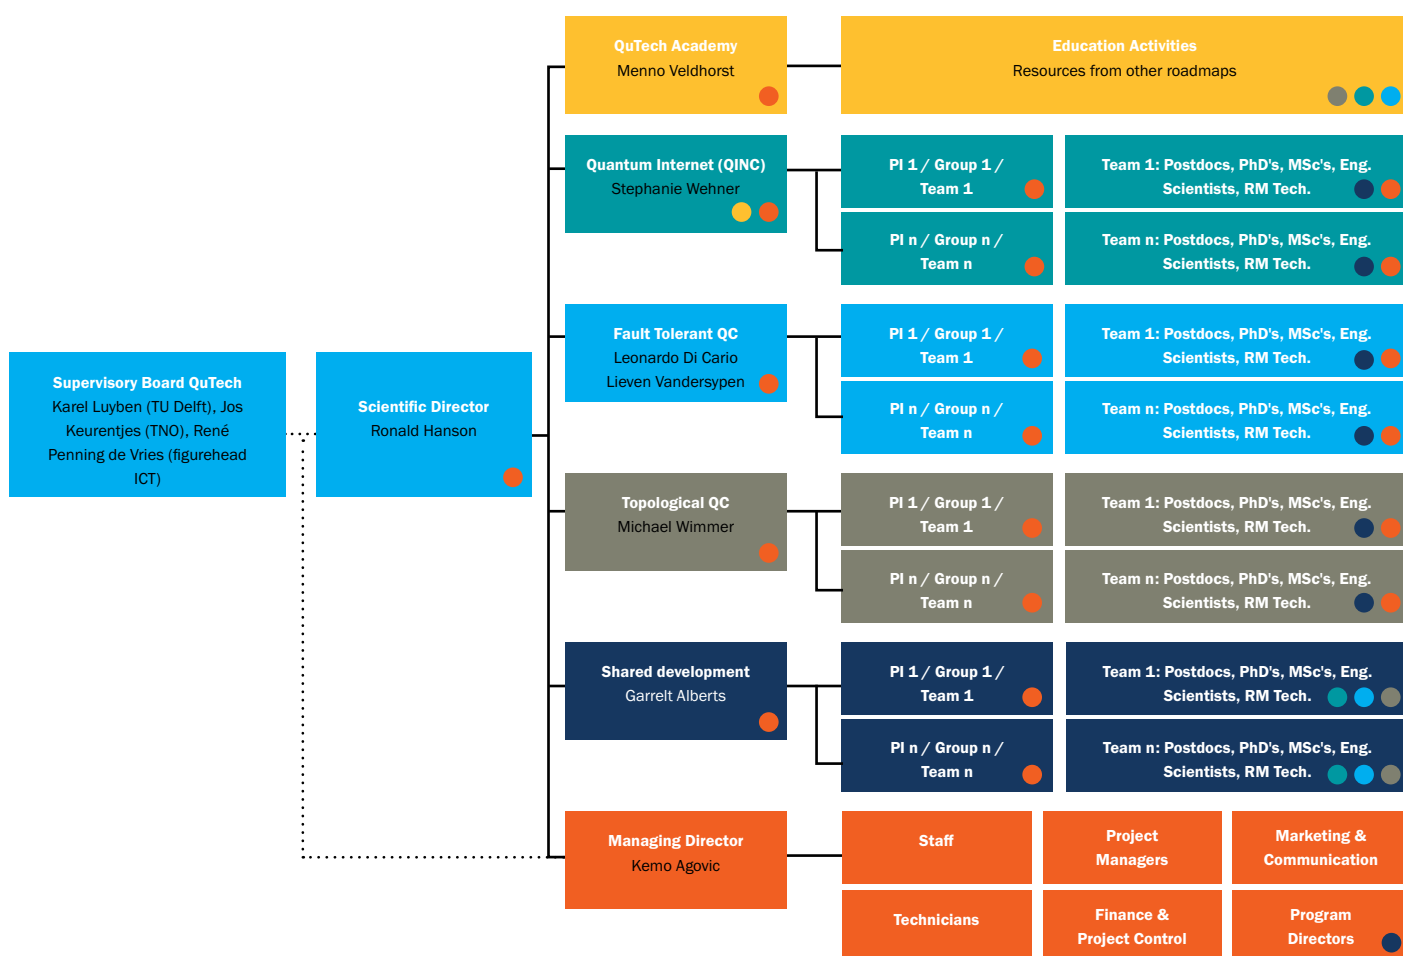 QuTech Academy
Menno Veldhorst
Education Activities
Resources from other roadmaps
Quantum Internet (QINC)
Stephanie Wehner
PI 1 / Group 1 /
Team 1
Team 1: Postdocs, PhD's, MSc's, Eng.
Scientists, RM Tech.
PI n / Group n /
Team n
Team n: Postdocs, PhD's, MSc's, Eng.
Scientists, RM Tech.
Supervisory Board QuTech
Karel Luyben (TU Delft), Jos
Keurentjes (TNO), René
Penning de Vries (figurehead
ICT)
Scientific Director
Ronald Hanson
Fault Tolerant QC
Leonardo Di Cario
Lieven Vandersypen
PI 1 / Group 1 /
Team 1
Team 1: Postdocs, PhD's, MSc's, Eng.
Scientists, RM Tech.
PI n / Group n /
Team n
Team n: Postdocs, PhD's, MSc's, Eng.
Scientists, RM Tech.
Topological QC
Michael Wimmer
PI 1 / Group 1 /
Team 1
Team 1: Postdocs, PhD's, MSc's, Eng.
Scientists, RM Tech.
PI n / Group n /
Team n
Team n: Postdocs, PhD's, MSc's, Eng.
Scientists, RM Tech.
Shared development
Garrelt Alberts
PI 1 / Group 1 /
Team 1
Team 1: Postdocs, PhD's, MSc's, Eng.
Scientists, RM Tech.
PI n / Group n /
Team n
Team n: Postdocs, PhD's, MSc's, Eng.
Scientists, RM Tech.
Managing Director
Kemo Agovic
Staff
Project
Managers
Marketing &
Communication
Technicians
Finance &
Project Control
Program
Directors